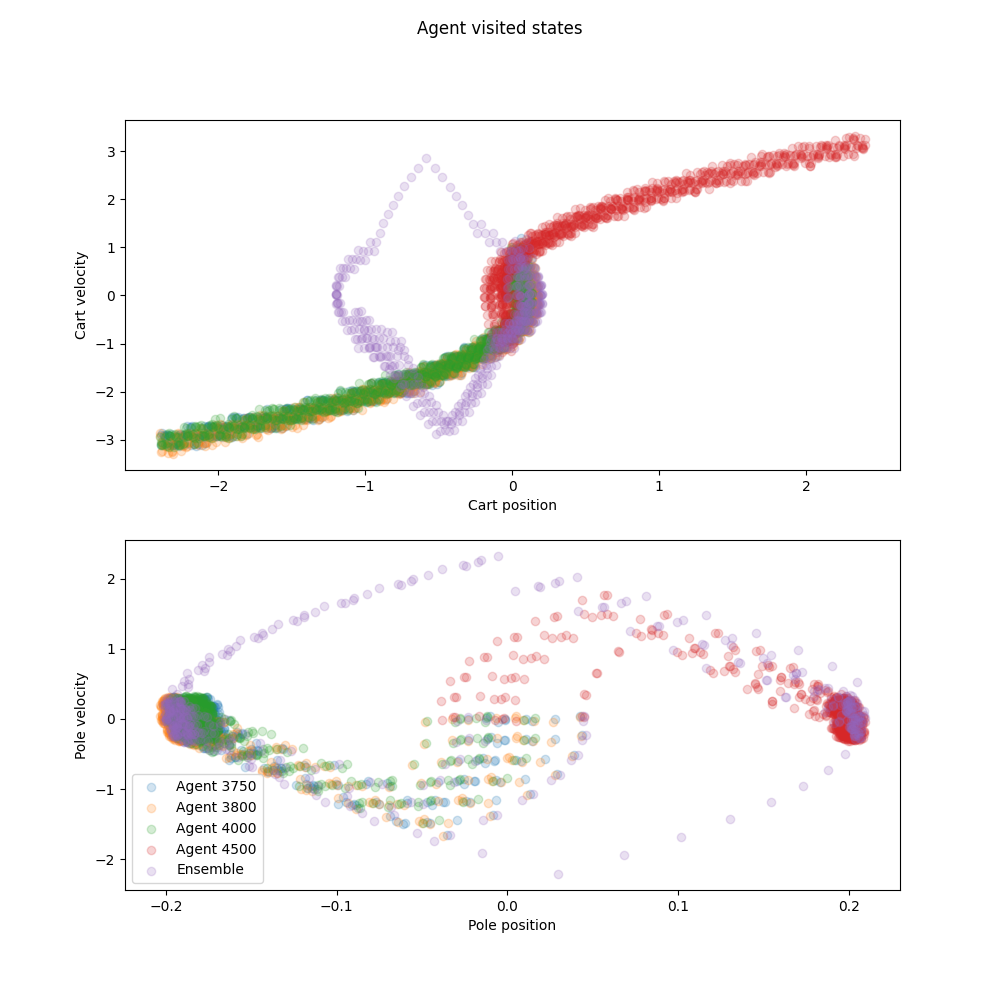 Agent visited states
3
2
1
0
−1
−2
−3
Cart velocity
−2
−1
0
1
2
Cart position
2
1
0
−1
−2
Pole velocity
Agent 3750
Agent 3800
Agent 4000
Agent 4500
Ensemble
−0.2
−0.1
0.0
0.1
0.2
Pole position